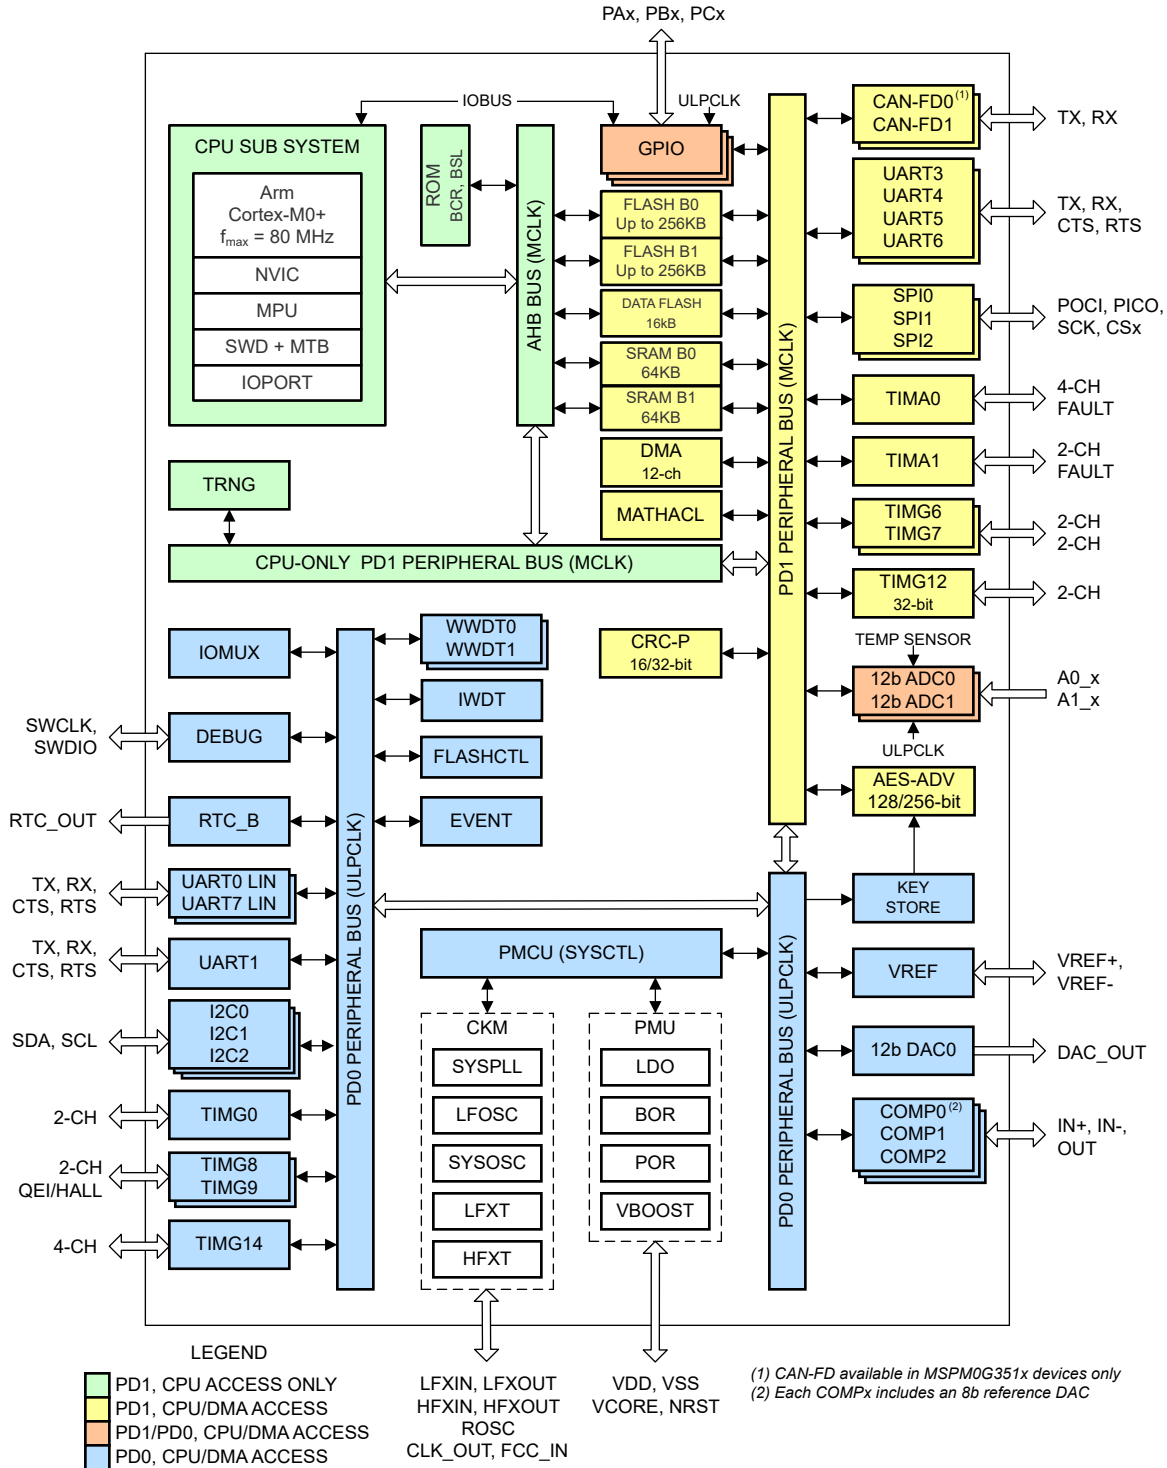 PAx, PBx, PCx
IOBUS
ULPCLK
CPU SUB SYSTEM
Arm
Cortex-M0+
fmax = 80 MHz
NVIC
MPU
SWD + MTB
IOPORT
ROM
BCR, BSL
AHB BUS (MCLK)
GPIO
FLASH B0
Up to 256KB
FLASH B1
Up to 256KB
DATA FLASH
16kB
SRAM B0
64KB
SRAM B1
64KB
DMA
12-ch
MATHACL
PD1 PERIPHERAL BUS (MCLK)
CAN-FD0 (1)
CAN-FD1
TX, RX
UART3
UART4
UART5
UART6
TX, RX,
CTS, RTS
SPI0
SPI1
SPI2
POCI, PICO,
SCK, CSx
TIMA0
4-CH
FAULT
TIMA1
2-CH
FAULT
TIMG6
TIMG7
2-CH
2-CH
TIMG12
32-bit
2-CH
TRNG
CPU-ONLY PD1 PERIPHERAL BUS (MCLK)
CRC-P
16/32-bit
TEMP SENSOR
12b ADC0
12b ADC1
A0_x
A1_x
ULPCLK
AES-ADV
128/256-bit
IOMUX
SWCLK,
SWDIO
DEBUG
RTC_OUT
RTC_B
TX, RX,
CTS, RTS
UART0 LIN
UART7 LIN
TX, RX,
CTS, RTS
UART1
SDA, SCL
I2C0
I2C1
I2C2
2-CH
TIMG0
2-CH
QEI/HALL
TIMG8
TIMG9
4-CH
TIMG14
PD0 PERIPHERAL BUS (ULPCLK)
WWDT0
WWDT1
IWDT
FLASHCTL
EVENT
PMCU (SYSCTL)
CKM
SYSPLL
LFOSC
SYSOSC
LFXT
HFXT
PMU
LDO
BOR
POR
VBOOST
PD0 PERIPHERAL BUS (ULPCLK)
KEY
STORE
VREF
VREF+,
VREF-
12b DAC0
DAC_OUT
COMP0 (2)
COMP1
COMP2
IN+, IN-,
OUT
LEGEND
PD1, CPU ACCESS ONLY
PD1, CPU/DMA ACCESS
PD1/PD0, CPU/DMA ACCESS
PD0, CPU/DMA ACCESS
LFXIN, LFXOUT
HFXIN, HFXOUT
ROSC
CLK_OUT, FCC_IN
VDD, VSS
VCORE, NRST
(1) CAN-FD available in MSPM0G351x devices only
(2) Each COMPx includes an 8b reference DAC